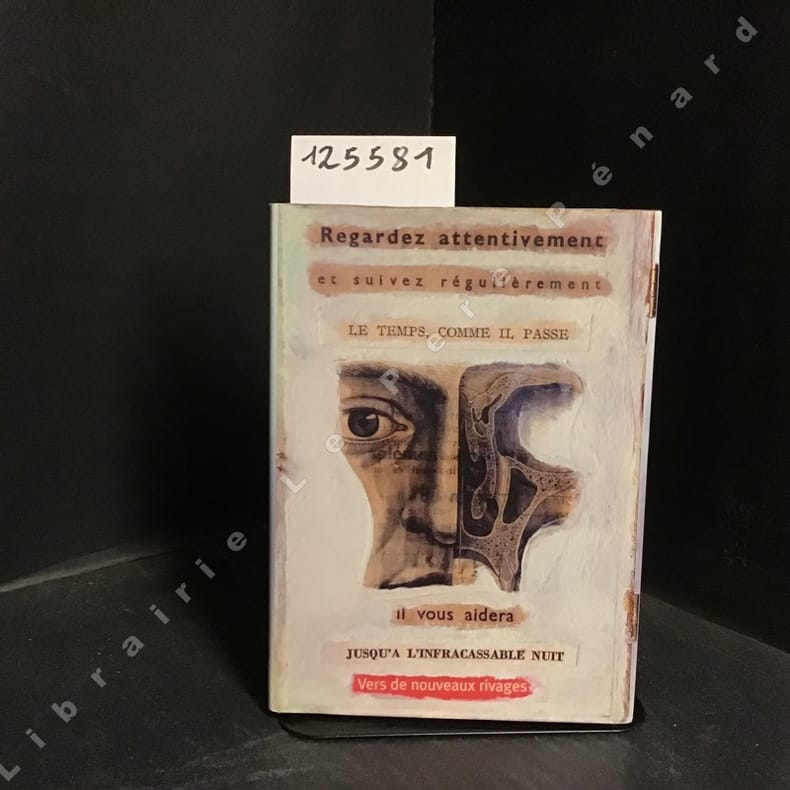 125581
Regardez attentivement
et suivez régulièrement
LE TEMPS, COMME IL PASSE
il vous aidera
JUSQU'A L'INFRACASSABLE NUIT
Vers de nouveaux rivages
Librairie Le Père Pénard